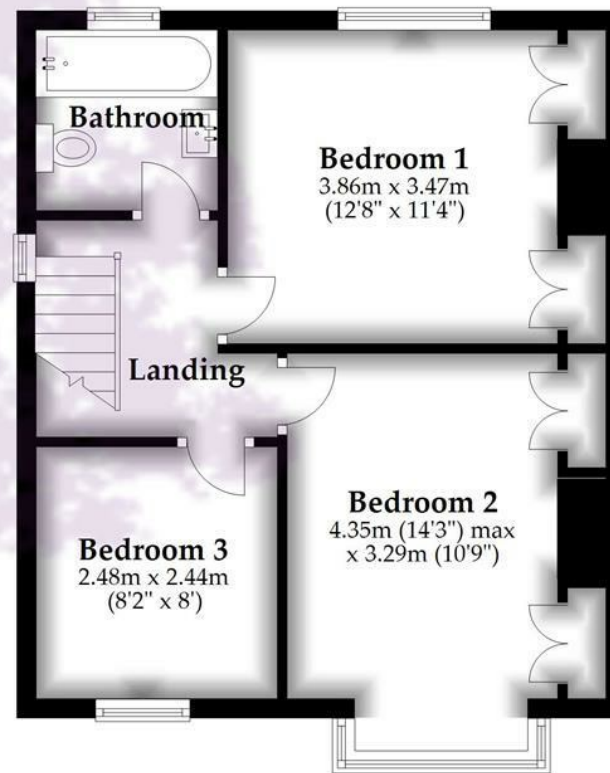 Bathroom
Bedroom 1
3.86m x 3.47m
(12'8" x 11'4")
Landing
Bedroom 2
4.35m (14'3") max
x 3.29m (10'9")
Bedroom 3
2.48m x 2.44m
(8'2" x 8')